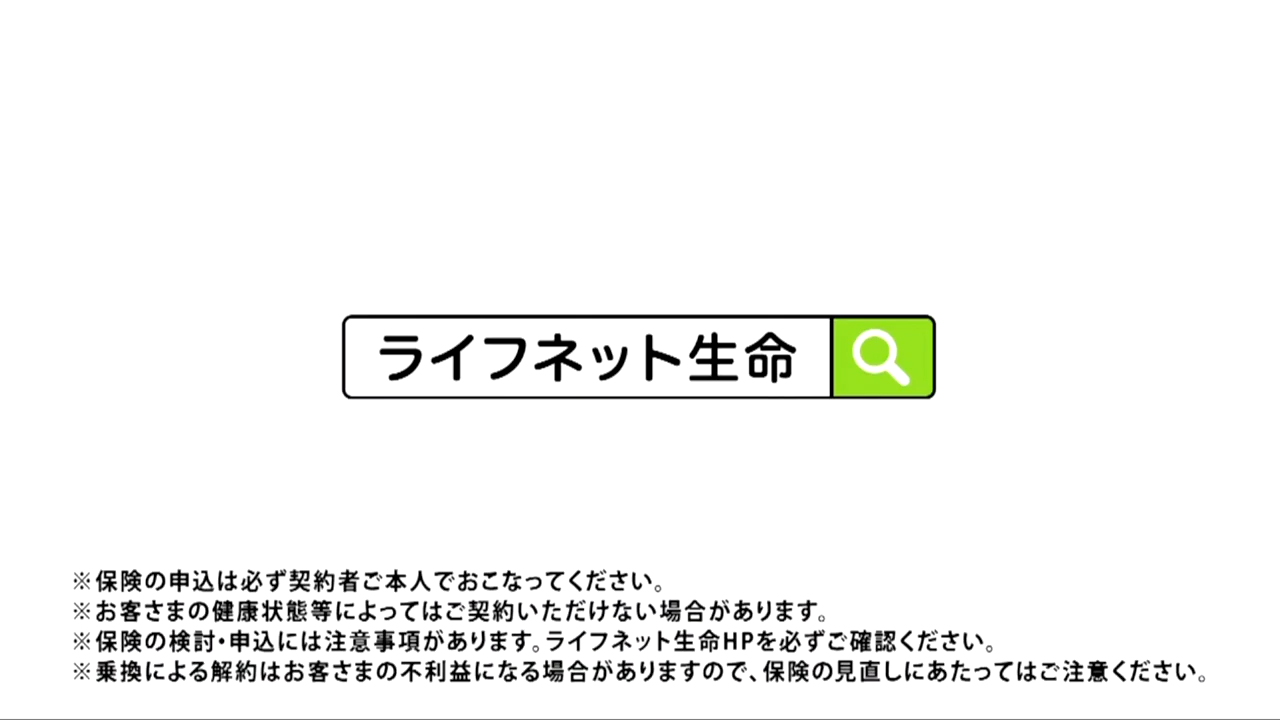 ライフネット生命
※保険の申込は必ず契約者ご本人でおこなってください。
※お客さまの健康状態等によってはご契約いただけない場合があります。
※保険の検討・申込には注意事項があります。ライフネット生命HPを必ずご確認ください。
※乗換による解約はお客さまの不利益になる場合がありますので、保険の見直しにあたってはご注意ください。